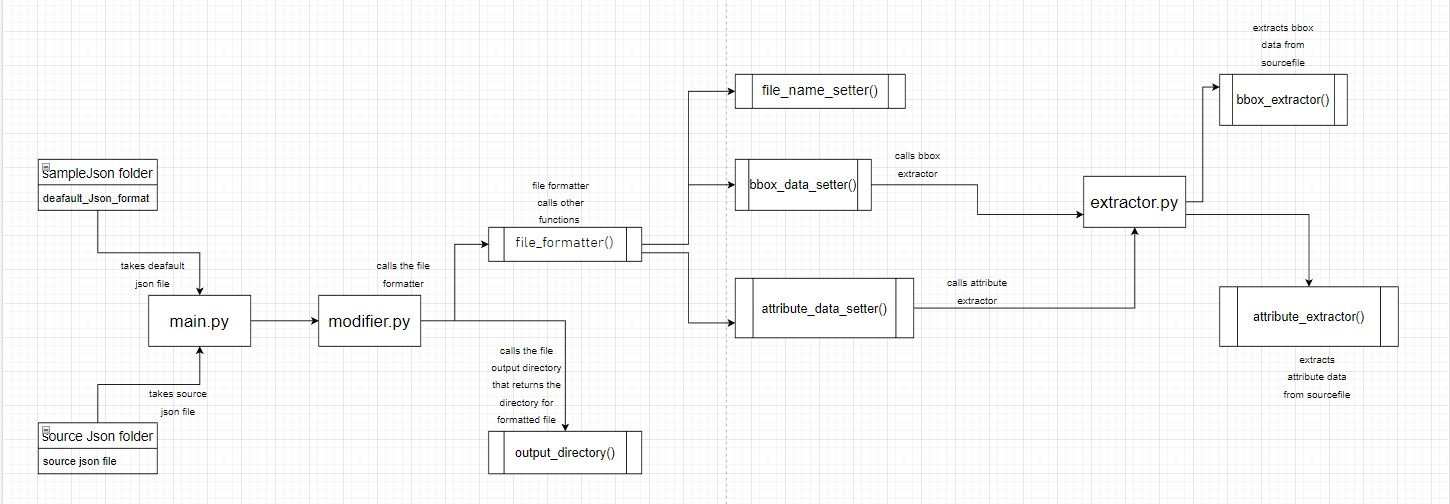 sampleJson folder
deafault_Json_format
takes deafault
json file
main.py
takes source
json file
source Json folder
source json file
calls the file
formatter
modifier.py
file formatter
calls other
functions
file_formatter()
calls the file
output directory
that returns the
directory for
formatted file
output_directory()
file_name_setter()
bbox_data_setter()
calls bbox
extractor
attribute_data_setter()
calls attribute
extractor
extractor.py
extracts bbox
data from
sourcefile
bbox_extractor()
attribute_extractor()
extracts
attribute data
from sourcefile